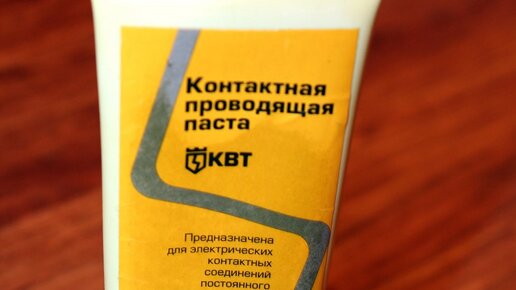 Контактная
проводящая
паста
КВТ
Предназначена
для электрических
контактных
соединений
постоянного